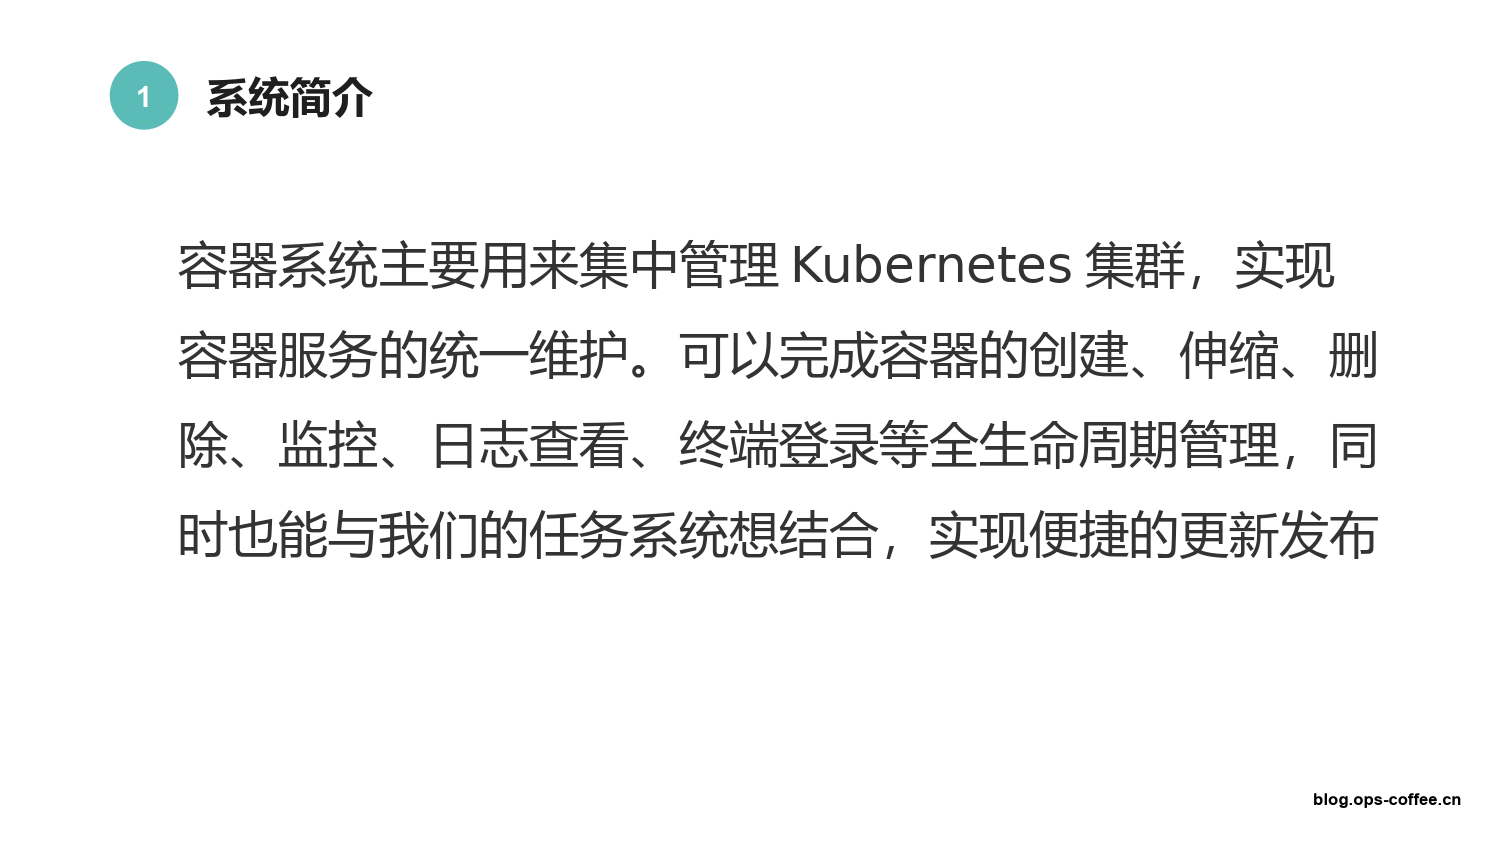 1
系统简介
容器系统主要用来集中管理 Kubernetes 集群，实现
容器服务的统一维护。可以完成容器的创建、伸缩、删
除、监控、日志查看、终端登录等全生命周期管理，同
时也能与我们的任务系统想结合，实现便捷的更新发布
blog.ops-coffee.cn